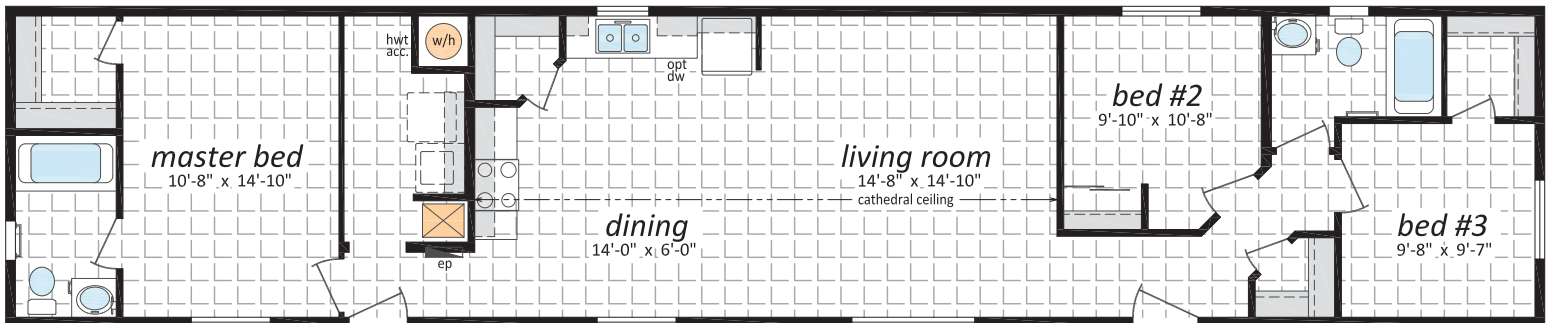 hwt
acc.
w/h
opt
dw
master bed
10'-8" x 14'-10"
ep
dining
14'-0" x 6'-0"
living room
14'-8" x 14'-10"
cathedral ceiling
bed #2
9'-10" x 10'-8"
bed #3
9'-8" x 9'-7"